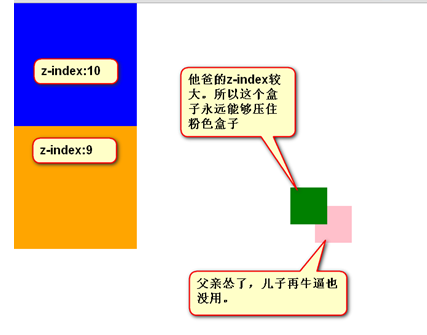 z-index:10
z-index:9
他爸的z-index较
大。所以这个盒
子永远能够压住
粉色盒子
父亲怂了，儿子再牛逼也
没用。